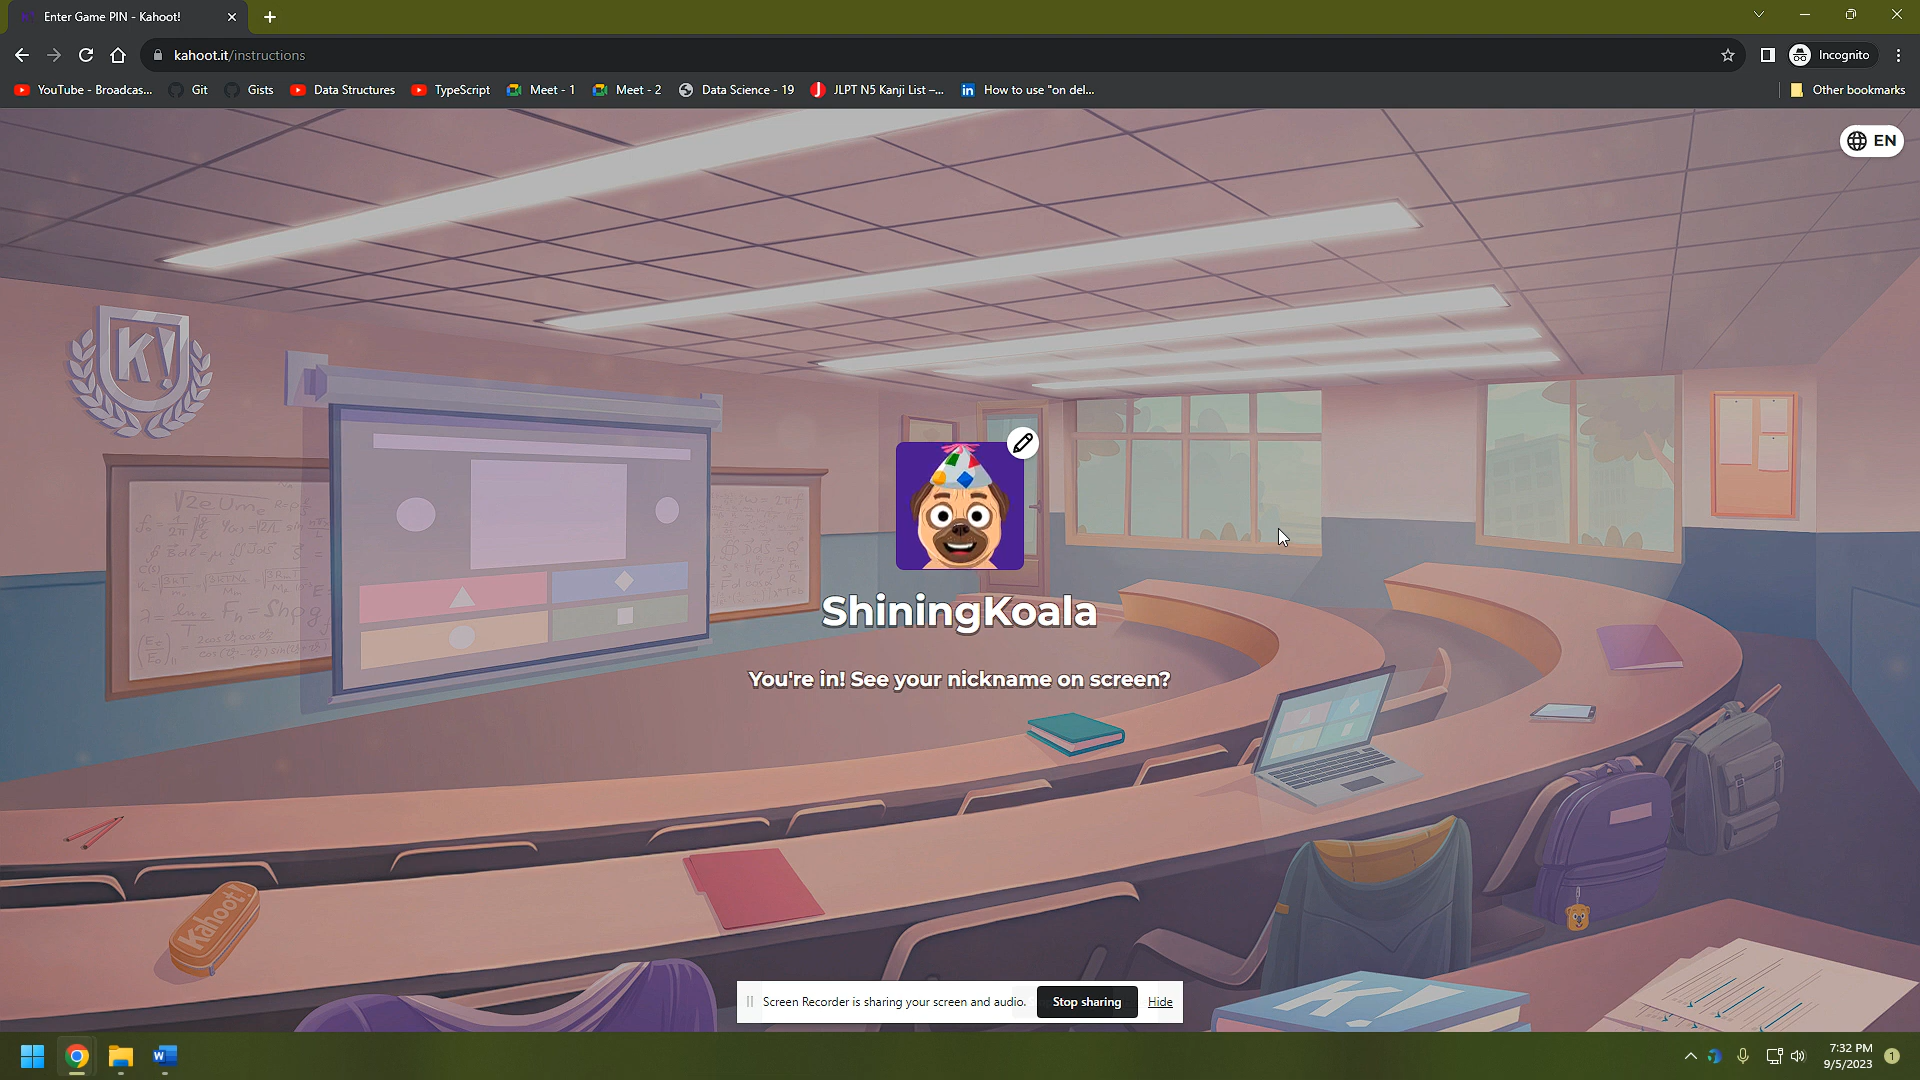 Enter Game PIN - Kahoot!
kahoot.it/instructions
Incognito
YouTube - Broadcas...
Git
Gists
Data Structures
TypeScript
Meet - 1
Meet - 2
Data Science - 19
JLPT N5 Kanji List –...
How to use "on del...
Other bookmarks
EN
K!
ShiningKoala
You're in! See your nickname on screen?
Kahoot!
K!
Screen Recorder is sharing your screen and audio.
Stop sharing
Hide
7:32 PM
9/5/2023
1